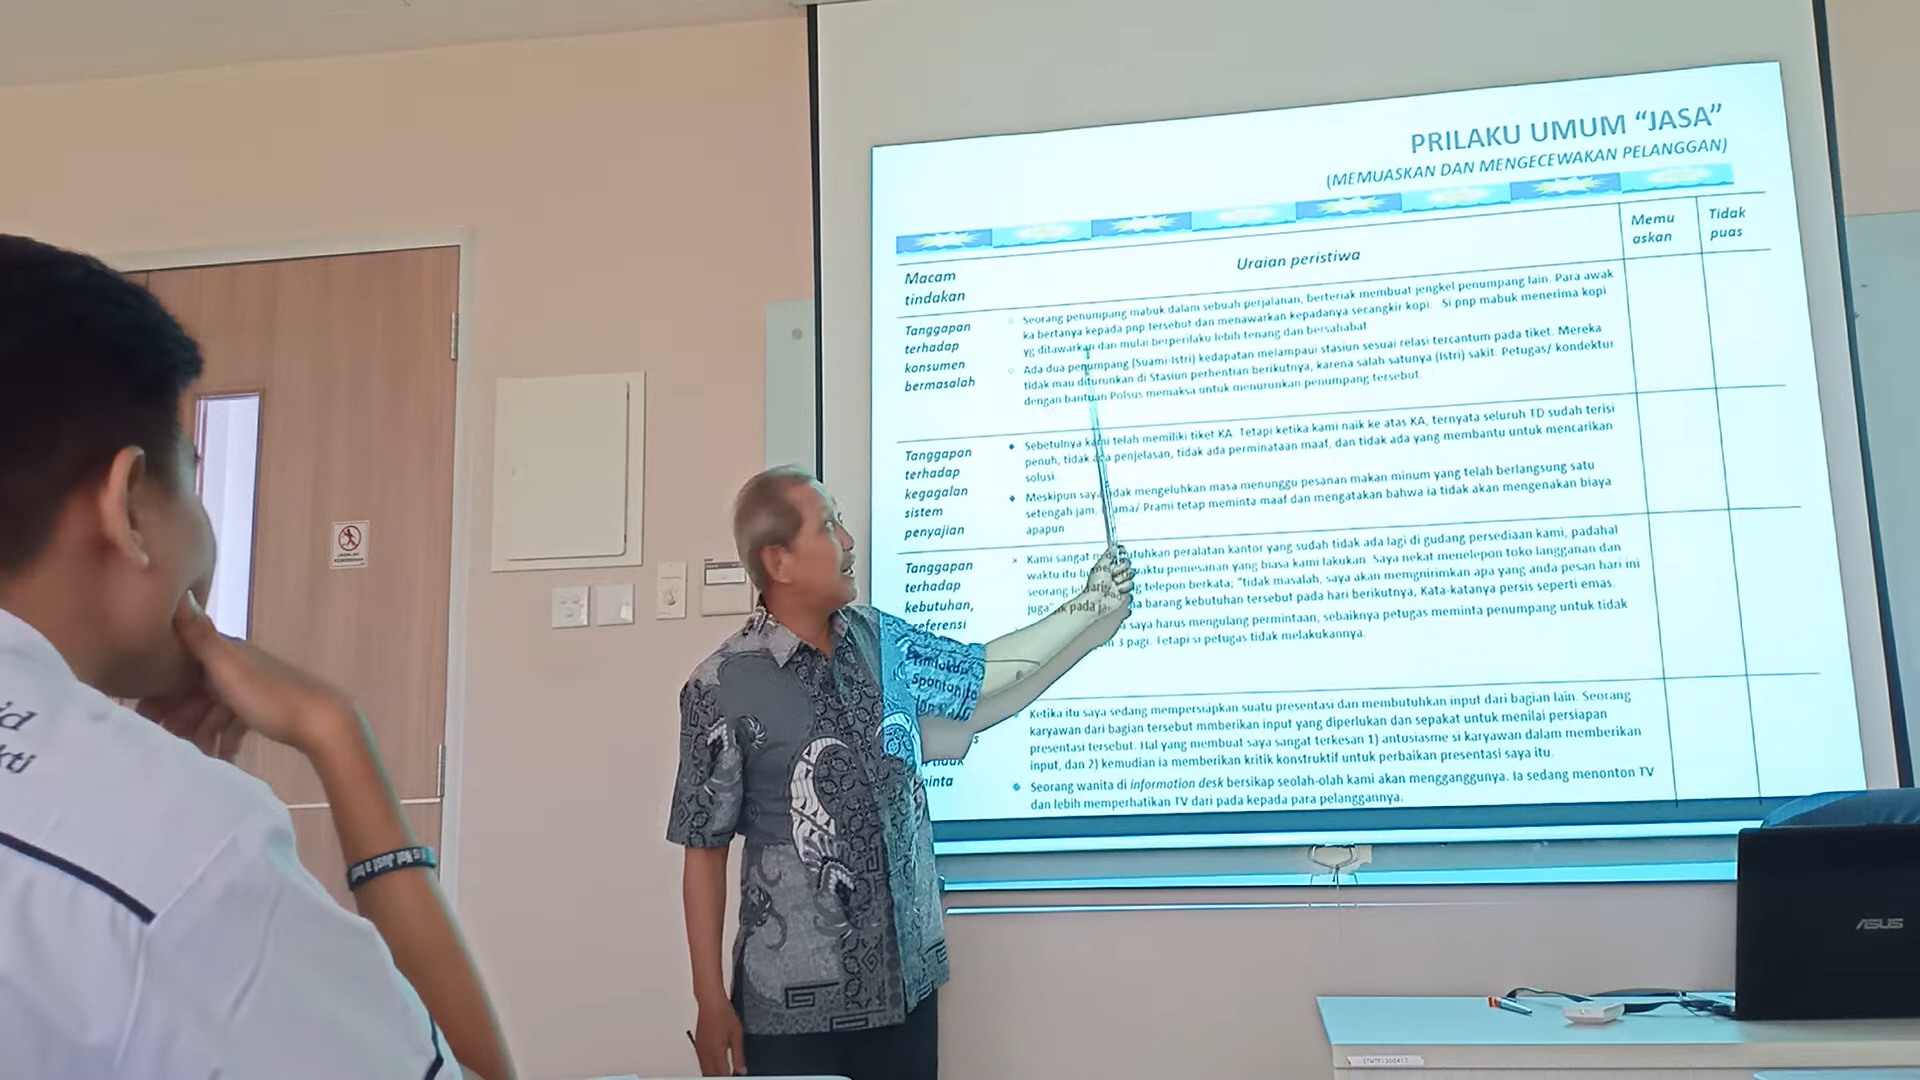 PRILAKU UMUM “JASA”
(MEMUASKAN DAN MENGECEWAKAN PELANGGAN)
Macam
tindakan
Uraian peristiwa
Memu
askan
Tidak
puas
Tanggapan
terhadap
konsumen
bermasalah
Seorang penumpang mabuk dalam sebuah perjalanan, berteriak membuat jengkel penumpang lain. Para awak
ka bertanya kepada pnp tersebut dan menawarkan kepadanya secangkir kopi. Si pnp mabuk menerima kopi
yg ditawarkan dan mulai berperilaku lebih tenang dan bersahabat
Ada dua penumpang (Suami-Istri) kedapatan melampaui stasiun sesuai relasi tercantum pada tiket. Mereka
tidak mau diturunkan di Stasiun perhentian berikutnya, karena salah satunya (Istri) sakit. Petugas/ kondektur
dengan bantuan Polsus memaksa untuk menurunkan penumpang tersebut.
Tanggapan
terhadap
kegagalan
sistem
penyajian
Sebetulnya kami telah memiliki tiket KA. Tetapi ketika kami naik ke atas KA, ternyata seluruh TD sudah terisi
penuh, tidak ada penjelasan, tidak ada perminataan maaf, dan tidak ada yang membantu untuk mencarikan
solusi
Meskipun saya tidak mengeluhkan masa menunggu pesanan makan minum yang telah berlangsung satu
setengah jam, Prami tetap meminta maaf dan mengatakan bahwa ia tidak akan mengenakan biaya
apapun
Tanggapan
terhadap
kebutuhan,
Kami sangat peralatan kantor yang sudah tidak ada lagi di gudang persediaan kami, padahal
waktu itu pemesanan yang biasa kami lakukan. Saya nekat menelepon toko langganan dan
seorang telepon berkata; “tidak masalah, saya akan memgnirimkan apa yang anda pesan hari ini
juga” pada barang kebutuhan tersebut pada hari berikutnya, Kata-katanya persis seperti emas.
saya harus mengulang permintaan, sebaiknya petugas meminta penumpang untuk tidak
3 pagi. Tetapi si petugas tidak melakukannya.
Tindakan
Spontanitas
Ketika itu saya sedang mempersiapkan suatu presentasi dan membutuhkan input dari bagian lain. Seorang
karyawan dari bagian tersebut mmberikan input yang diperlukan dan sepakat untuk menilai persiapan
presentasi tersebut. Hal yang membuat saya sangat terkesan 1) antusiasme si karyawan dalam memberikan
input, dan 2) kemudian ia memberikan kritik konstruktif untuk perbaikan presentasi saya itu.
Seorang wanita di information desk bersikap seolah-olah kami akan mengganggunya. Ia sedang menonton TV
dan lebih memperhatikan TV dari pada kepada para pelanggannya.
ASUS